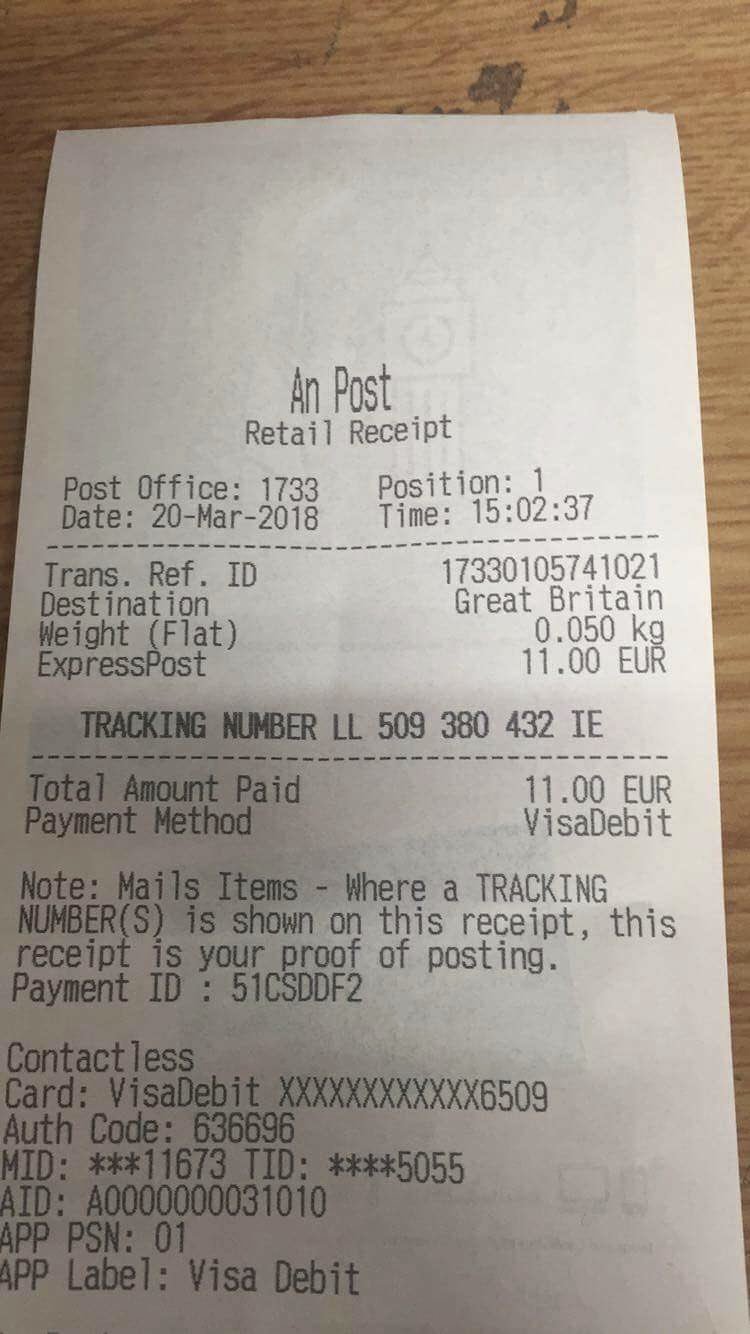 An Post
Retail Receipt
Post Office: 1733 Position: 1
Date: 20-Mar-2018 Time: 15:02:37
Trans. Ref. ID 17330105741021
Destination Great Britain
Weight (Flat) 0.050 kg
ExpressPost 11.00 EUR
TRACKING NUMBER LL 509 380 432 IE
Total Amount Paid 11.00 EUR
Payment Method VisaDebit
Note: Mails Items - Where a TRACKING
NUMBER(S) is shown on this receipt, this
receipt is your proof of posting.
Payment ID : 51CSDDF2
Contactless
Card: VisaDebit XXXXXXXXXXXX6509
Auth Code: 636696
MID: ***11673 TID: ****5055
AID: A0000000031010
APP PSN: 01
APP Label: Visa Debit